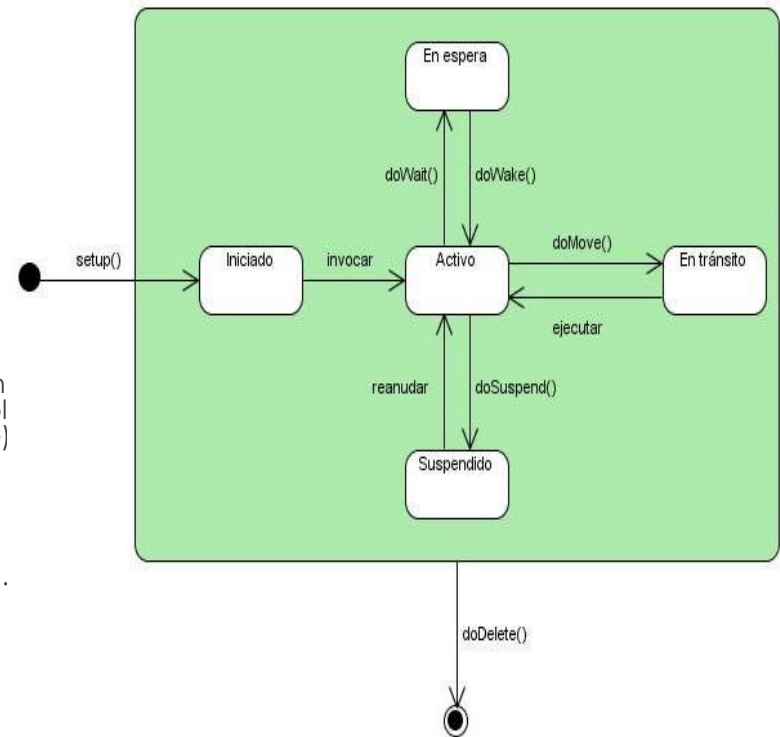 En espera
doWait()
doWake()
setup()
Iniciado
invocar
Activo
doMove()
En tránsito
ejecutar
reanudar
doSuspend()
Suspendido
doDelete()